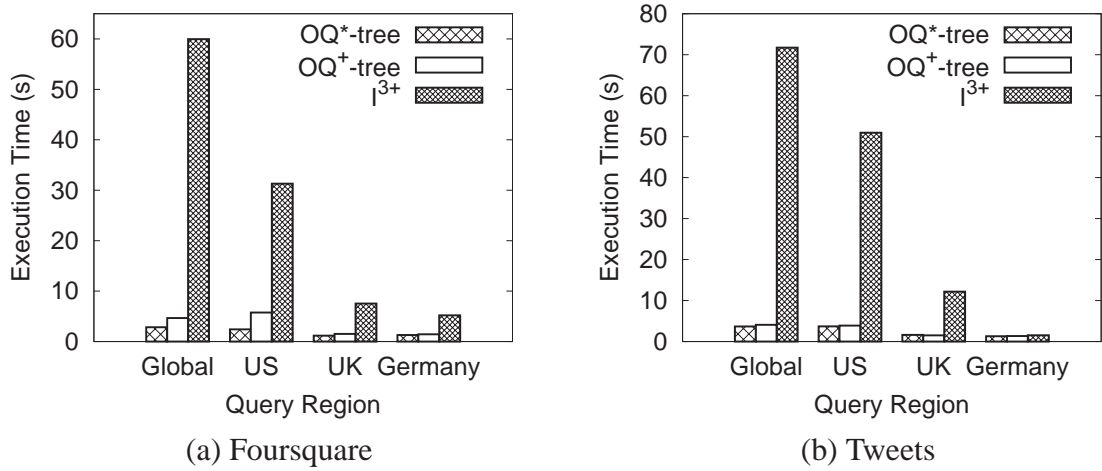 60
50
40
30
20
10
0
Execution Time (s)
OQ*-tree
OQ+-tree
I3+
Global US UK Germany
Query Region
(a) Foursquare
80
70
60
50
40
30
20
10
0
Execution Time (s)
OQ*-tree
OQ+-tree
I3+
Global US UK Germany
Query Region
(b) Tweets